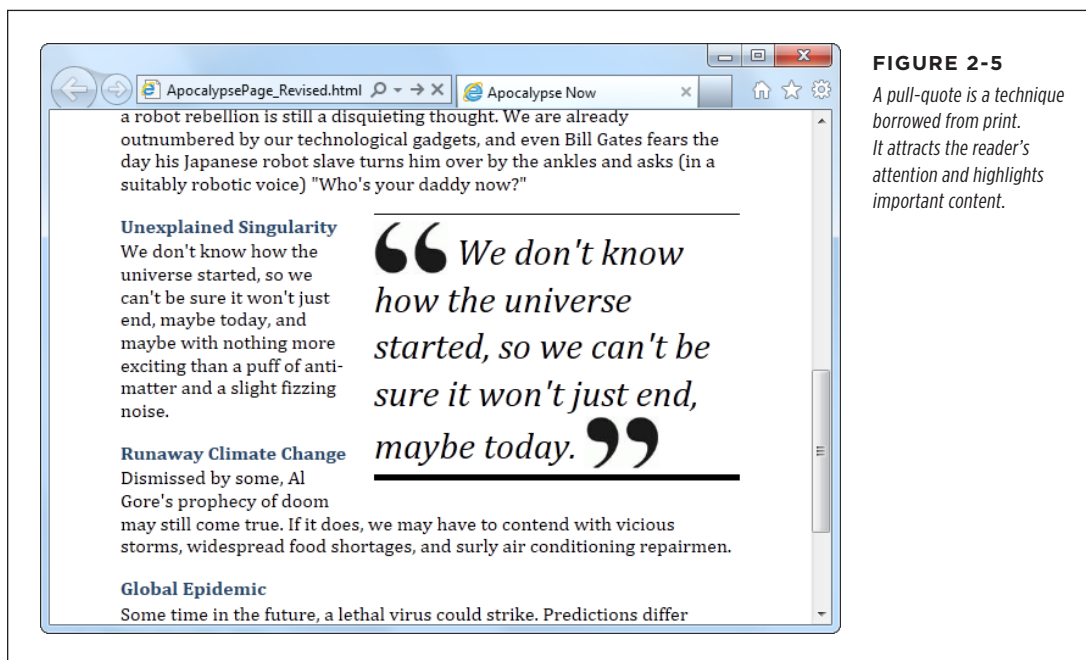 ApocalypsePage_Revised.html
Apocalypse Now
a robot rebellion is still a disquieting thought. We are already
outnumbered by our technological gadgets, and even Bill Gates fears the
day his Japanese robot slave turns him over by the ankles and asks (in a
suitably robotic voice) "Who's your daddy now?"
Unexplained Singularity
We don't know how the
universe started, so we
can't be sure it won't just
end, maybe today, and
maybe with nothing more
exciting than a puff of anti-
matter and a slight fizzing
noise.
“ We don't know
how the universe
started, so we can't be
sure it won't just end,
maybe today. ”
Runaway Climate Change
Dismissed by some, Al
Gore's prophecy of doom
may still come true. If it does, we may have to contend with vicious
storms, widespread food shortages, and surly air conditioning repairmen.
Global Epidemic
Some time in the future, a lethal virus could strike. Predictions differ
FIGURE 2-5
A pull-quote is a technique
borrowed from print.
It attracts the reader's
attention and highlights
important content.